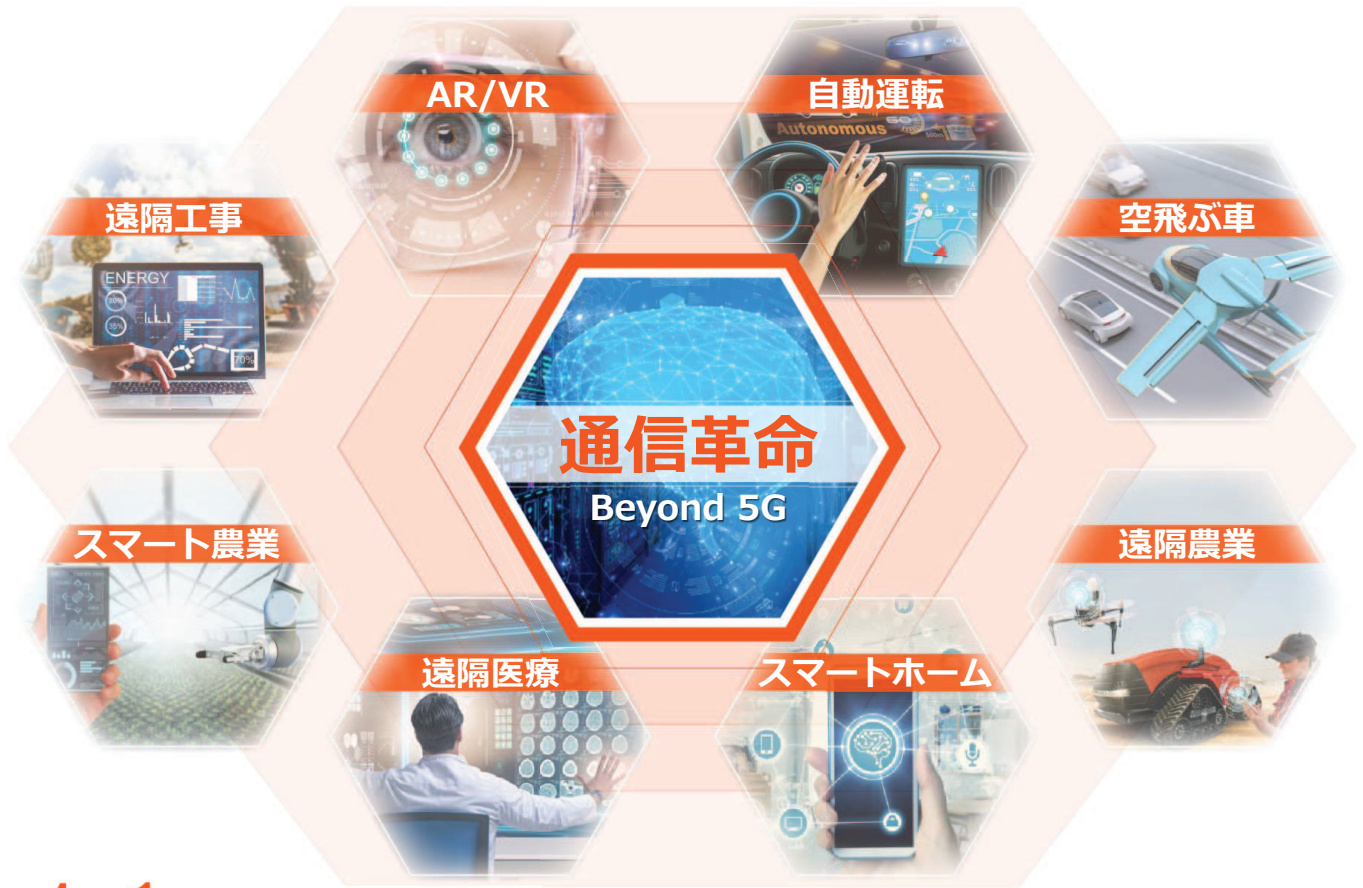 AR/VR
自動運転
Autonomous
遠隔工事
ENERGY
35%
70%
空飛ぶ車
通信革命
Beyond 5G
スマート農業
遠隔農業
遠隔医療
スマートホーム